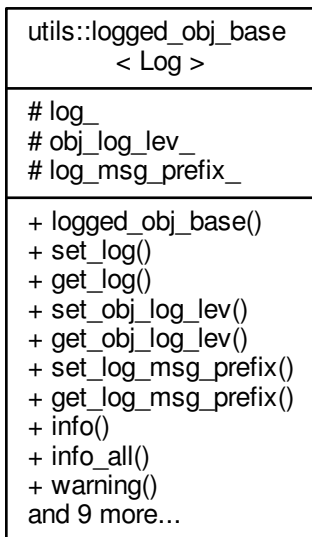 utils::logged_obj_base
< Log >
# log_
# obj_log_lev_
# log_msg_prefix_
+ logged_obj_base()
+ set_log()
+ get_log()
+ set_obj_log_lev()
+ get_obj_log_lev()
+ set_log_msg_prefix()
+ get_log_msg_prefix()
+ info()
+ info_all()
+ warning()
and 9 more...